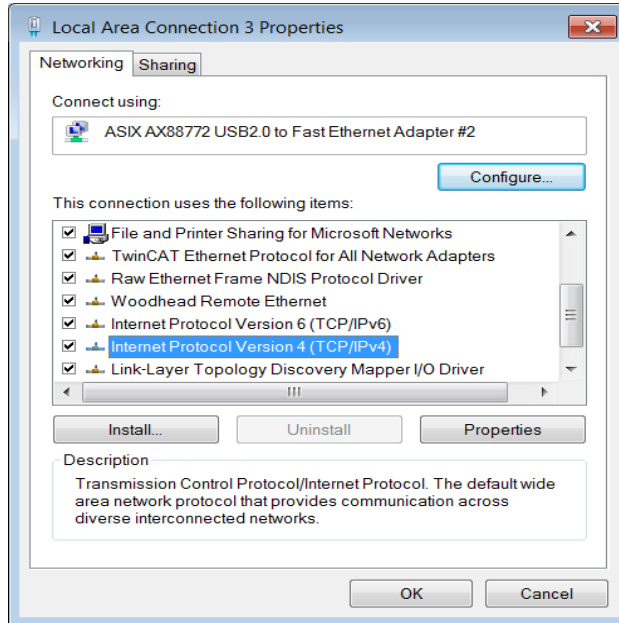 Local Area Connection 3 Properties
Networking
Sharing
Connect using:
ASIX AX88772 USB2.0 to Fast Ethernet Adapter #2
Configure...
This connection uses the following items:
File and Printer Sharing for Microsoft Networks
TwinCAT Ethernet Protocol for All Network Adapters
Raw Ethernet Frame NDIS Protocol Driver
Woodhead Remote Ethernet
Internet Protocol Version 6 (TCP/IPv6)
Internet Protocol Version 4 (TCP/IPv4)
Link-Layer Topology Discovery Mapper I/O Driver
Install...
Uninstall
Properties
Description
Transmission Control Protocol/Internet Protocol. The default wide
area network protocol that provides communication across
diverse interconnected networks.
OK
Cancel